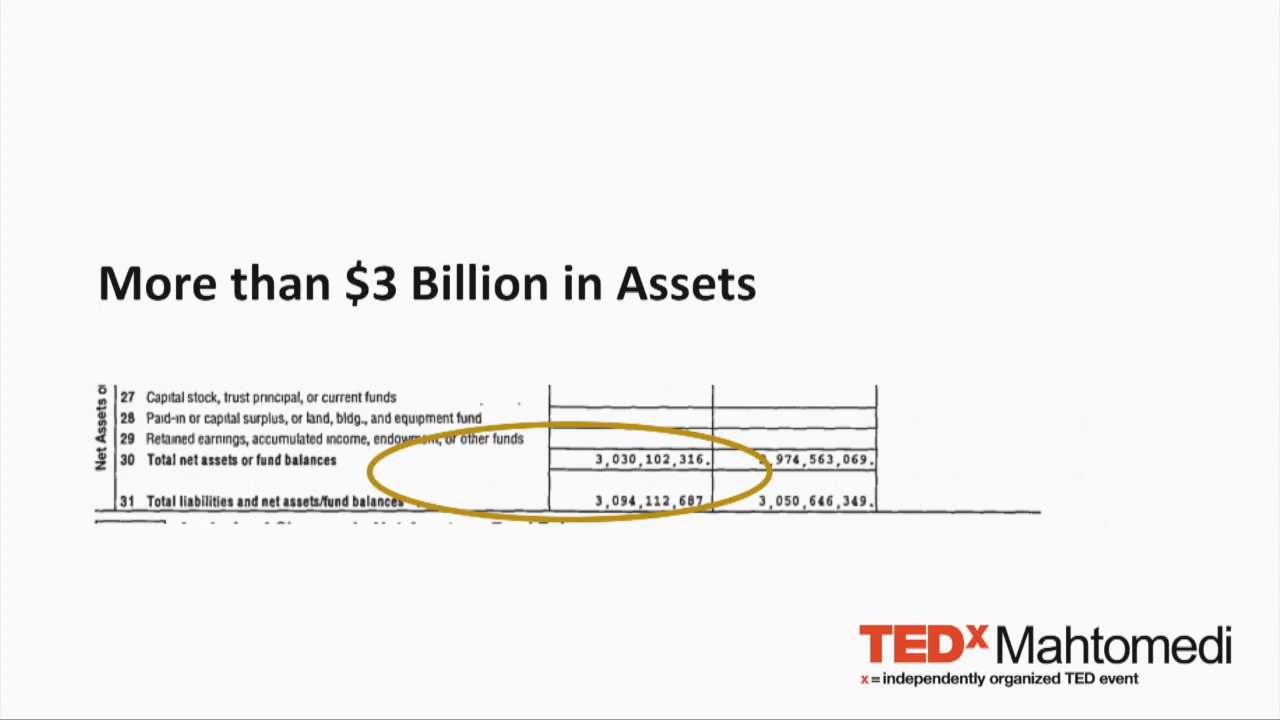 More than $3 Billion in Assets
Net Assets
27 Capital stock, trust principal, or current funds
28 Paid-in or capital surplus, or land, bldg., and equipment fund
29 Retained earnings, accumulated income, endowment, or other funds
30 Total net assets or fund balances 3,030,102,316. 974,563,069.
31 Total liabilities and net assets/fund balances 3,094,112,687. 3,050,646,349.
TEDx Mahtomedi
x = independently organized TED event